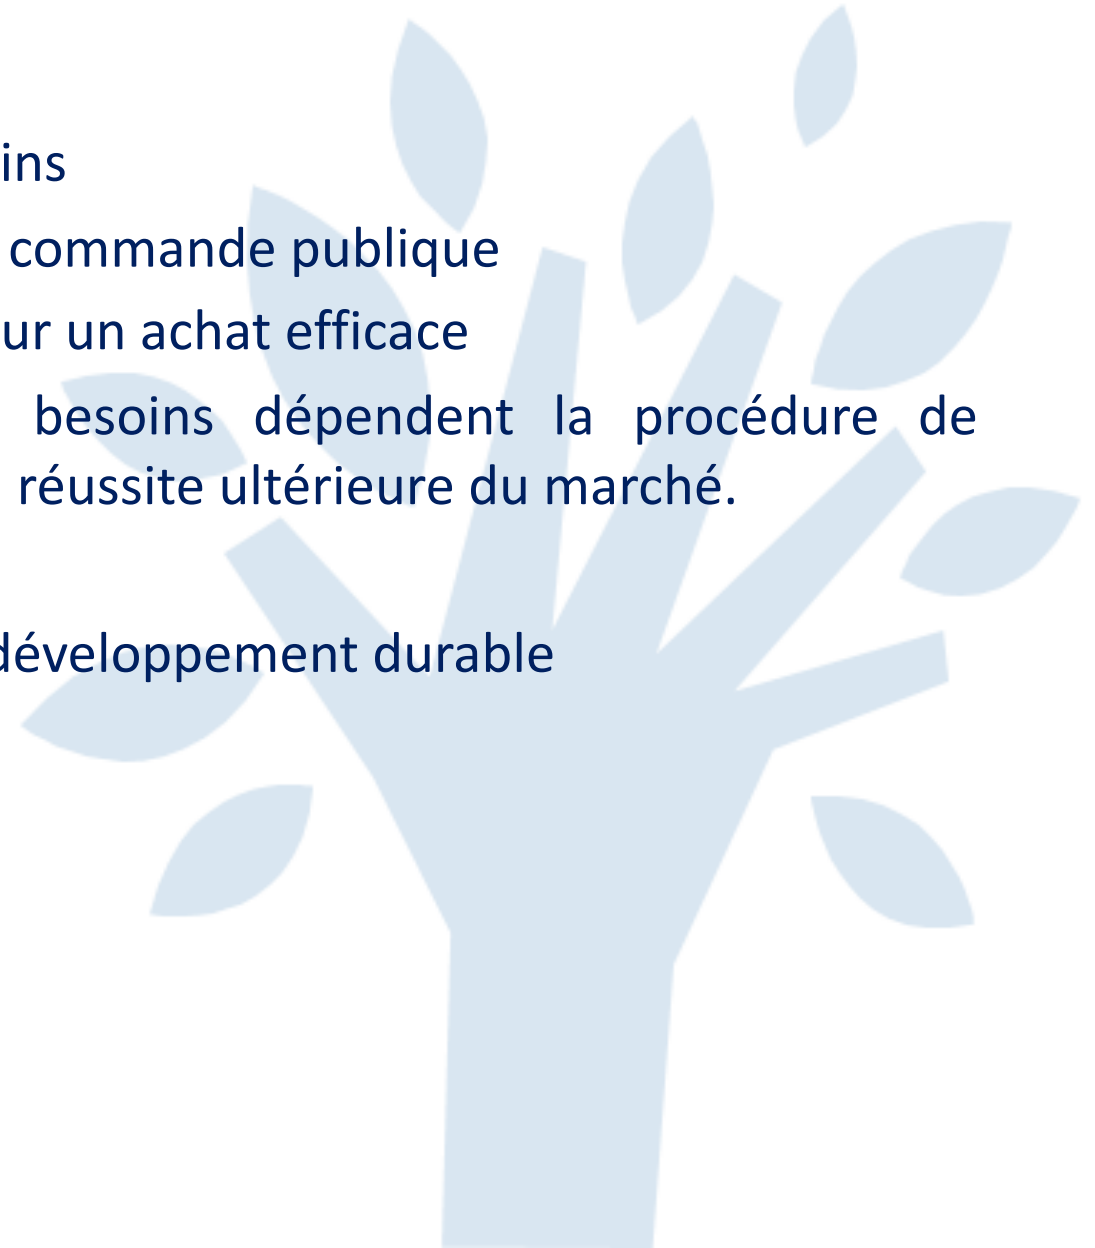 ins
commande publique
ur un achat efficace
besoins dépendent la procédure de
réussite ultérieure du marché.
développement durable